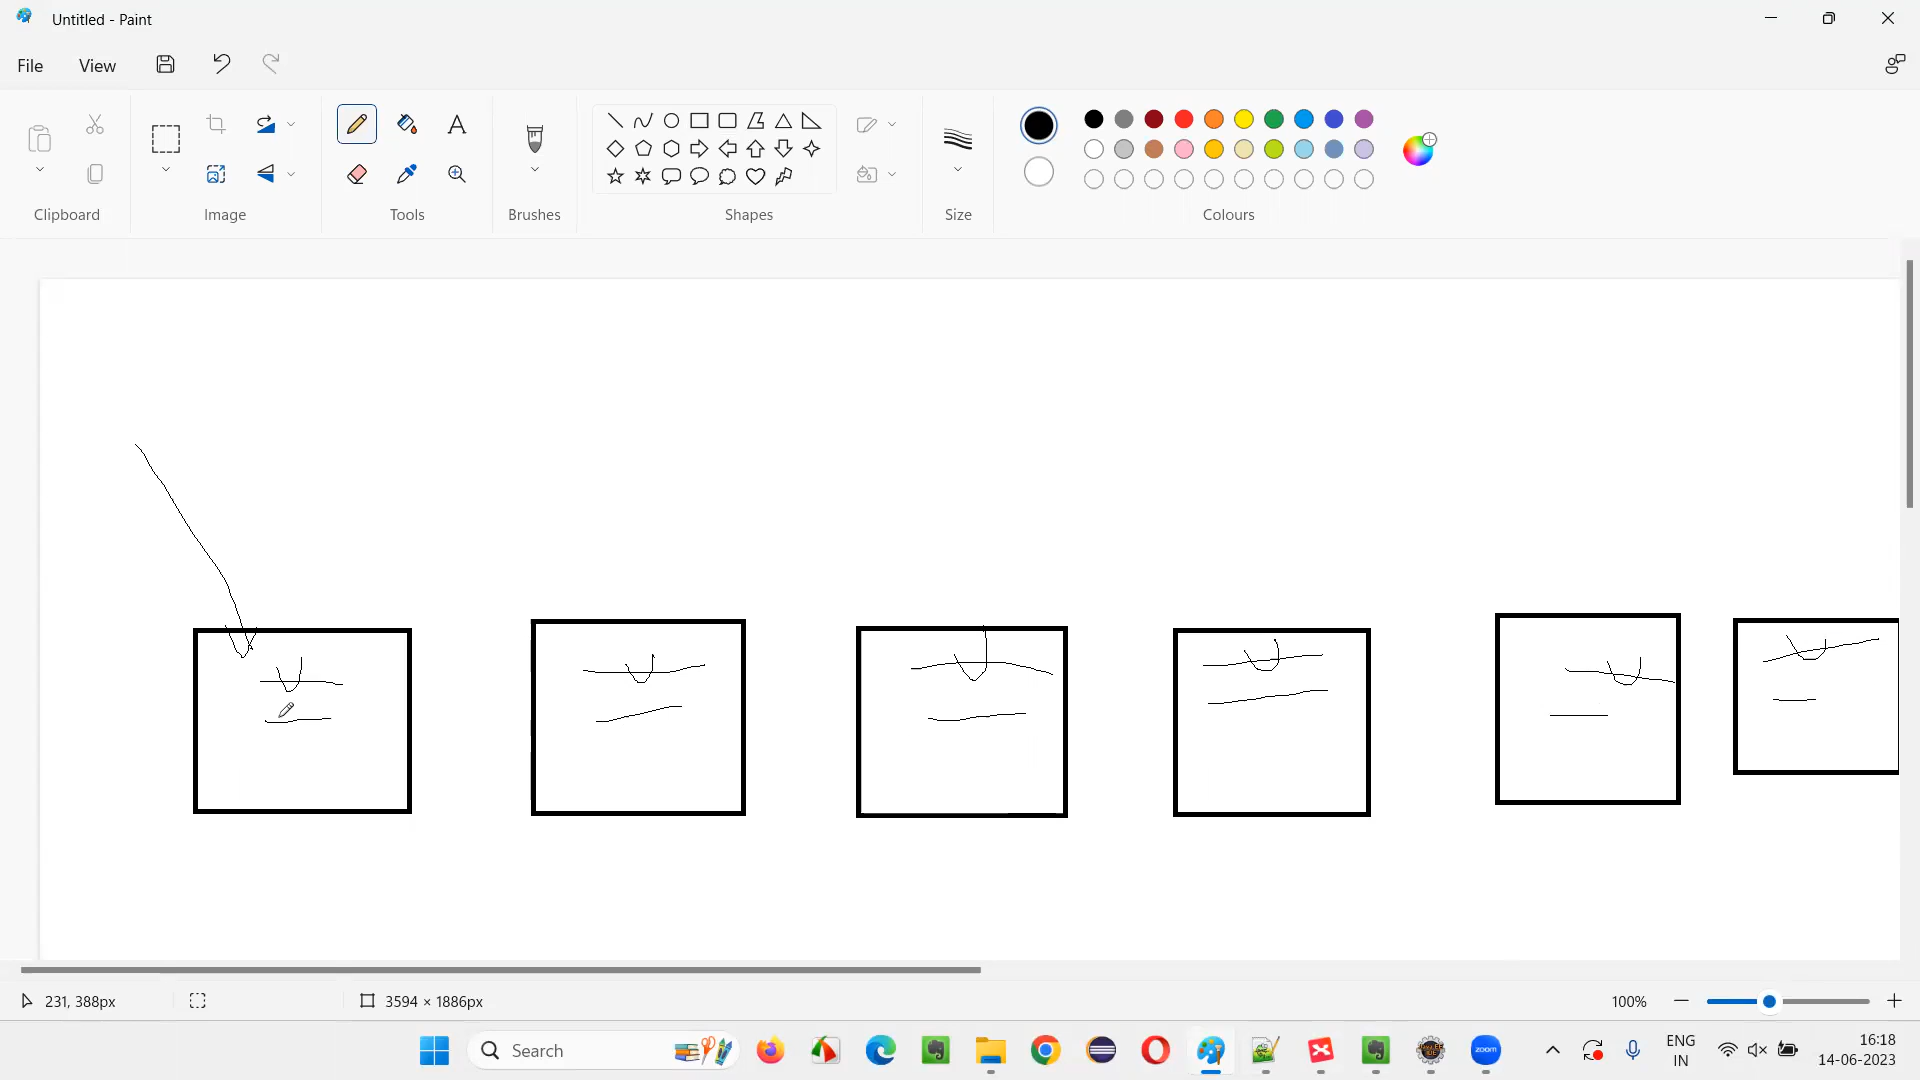 Untitled - Paint
File View
Clipboard Image Tools Brushes Shapes Size Colours
231, 388px 3594 × 1886px 100%
Search zoom ENG 16:18
IN 14-06-2023